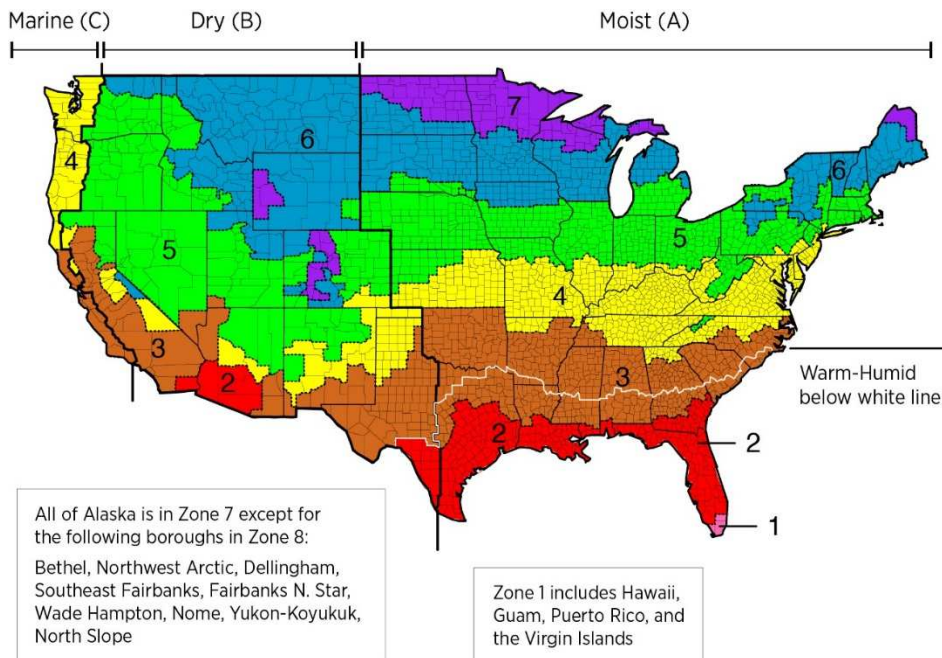 Marine (C)
Dry (B)
Moist (A)
7
6
4
6
5
5
4
3
3
2
Warm-Humid
below white line
2
2
1
All of Alaska is in Zone 7 except for
the following boroughs in Zone 8:
Bethel, Northwest Arctic, Dellingham,
Southeast Fairbanks, Fairbanks N. Star,
Wade Hampton, Nome, Yukon-Koyukuk,
North Slope
Zone 1 includes Hawaii,
Guam, Puerto Rico, and
the Virgin Islands